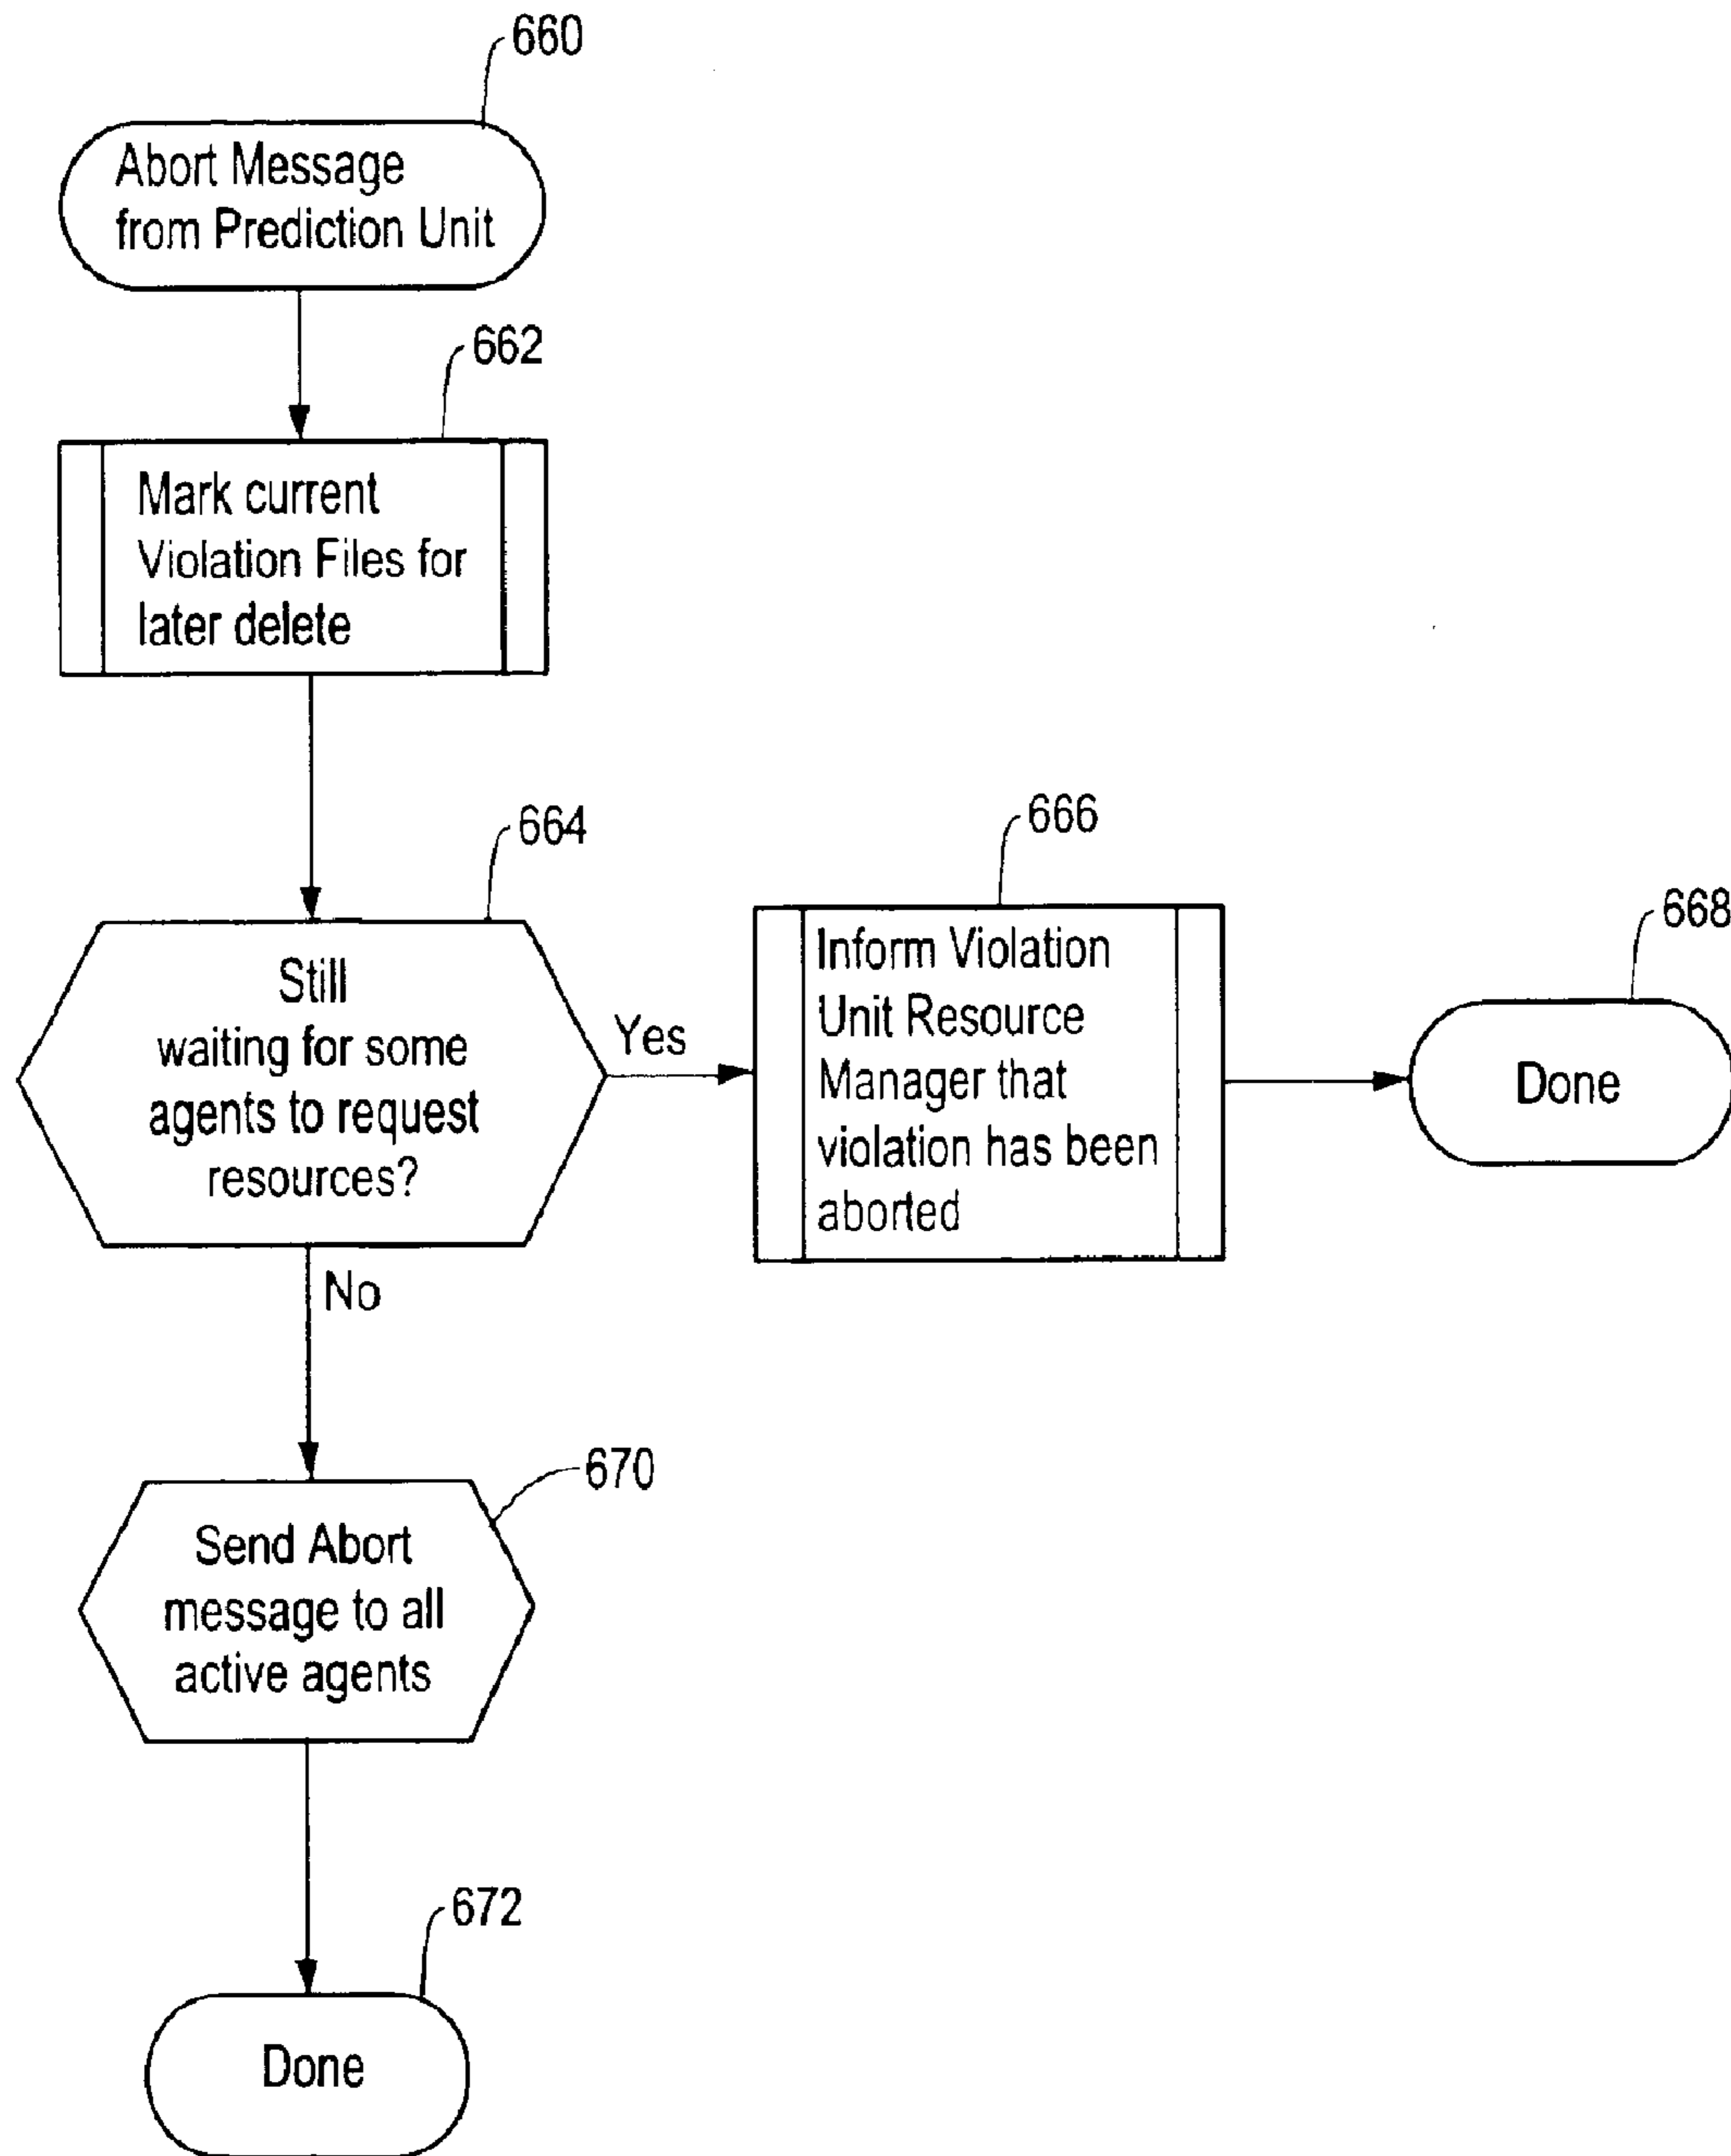 660
Abort Message
from Prediction Unit
662
Mark current
Violation Files for
later delete
664
Still
waiting for some
agents to request
resources?
Yes
666
Inform Violation
Unit Resource
Manager that
violation has been
aborted
668
Done
No
670
Send Abort
message to all
active agents
672
Done